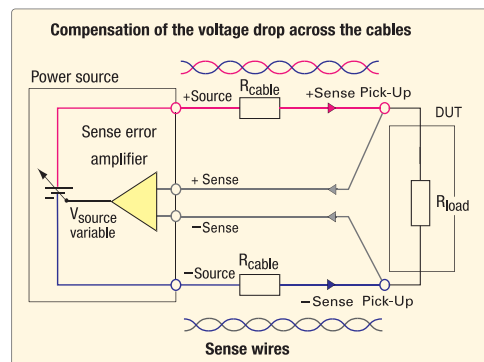 Compensation of the voltage drop across the cables
Power source
+Source
Rcable
+Sense Pick-Up
DUT
Sense error
amplifier
+ Sense
Vsource
variable
−Sense
Rload
−Source
Rcable
−Sense Pick-Up
Sense wires